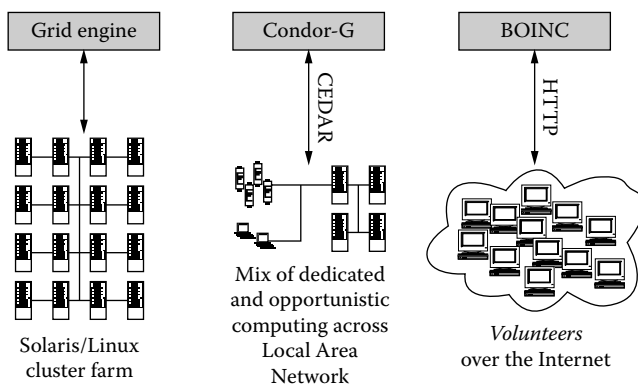 Grid engine
Condor-G
BOINC
CEDAR
HTTP
Solaris/Linux
cluster farm
Mix of dedicated
and opportunistic
computing across
Local Area
Network
Volunteers
over the Internet